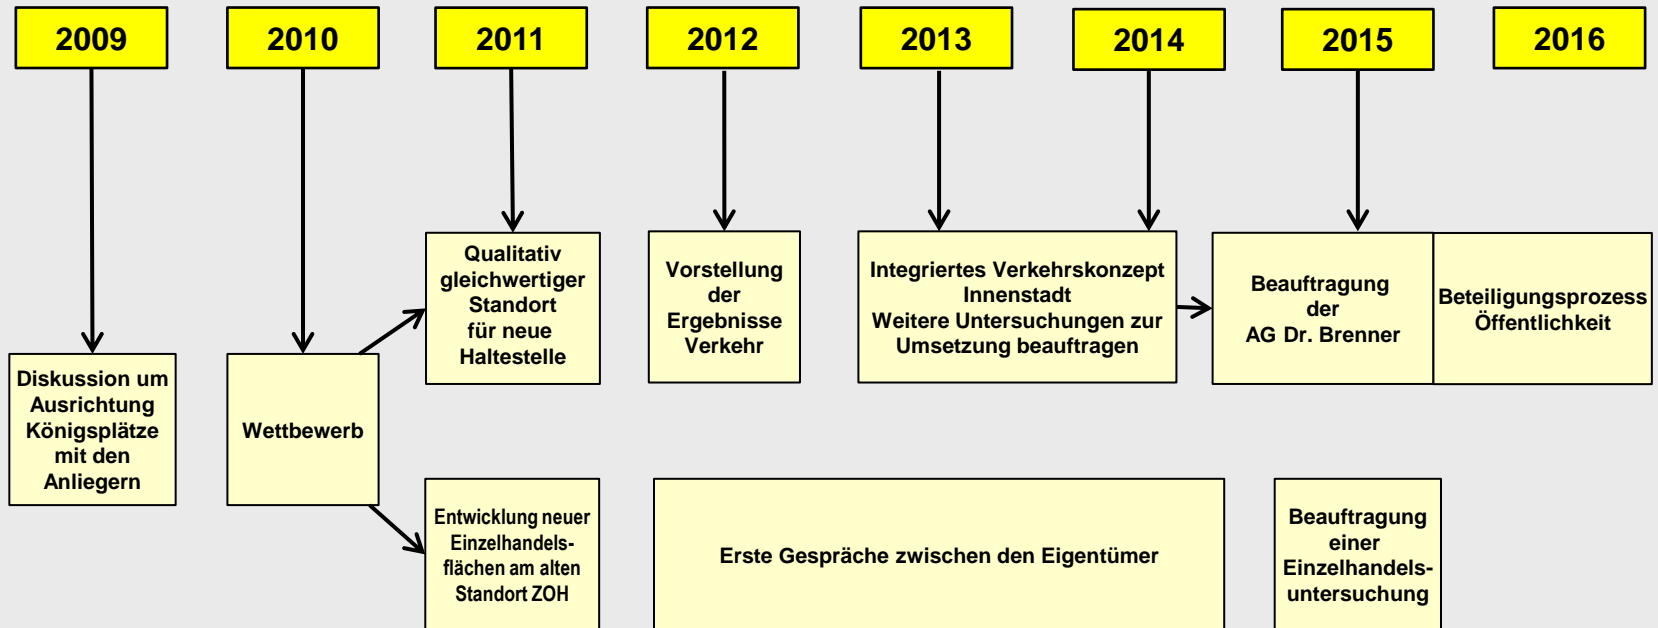 2009
2010
2011
2012
2013
2014
2015
2016
Diskussion um
Ausrichtung
Königsplätze
mit den
Anliegern
Wettbewerb
Qualitativ
gleichwertiger
Standort
für neue
Haltestelle
Vorstellung
der
Ergebnisse
Verkehr
Integriertes Verkehrskonzept
Innenstadt
Weitere Untersuchungen zur
Umsetzung beauftragen
Beauftragung
der
AG Dr. Brenner
Beteiligungsprozess
Öffentlichkeit
Entwicklung neuer
Einzelhandels-
flächen am alten
Standort ZOH
Erste Gespräche zwischen den Eigentümer
Beauftragung
einer
Einzelhandels-
untersuchung